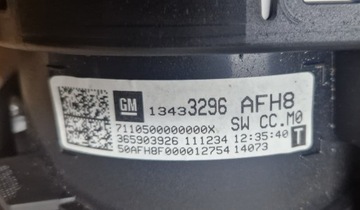 GM 13433296 AFH8
7110500000000X SW CC.M0
365903926 111234 12:35:40
50AFH8F000012754 14073 T